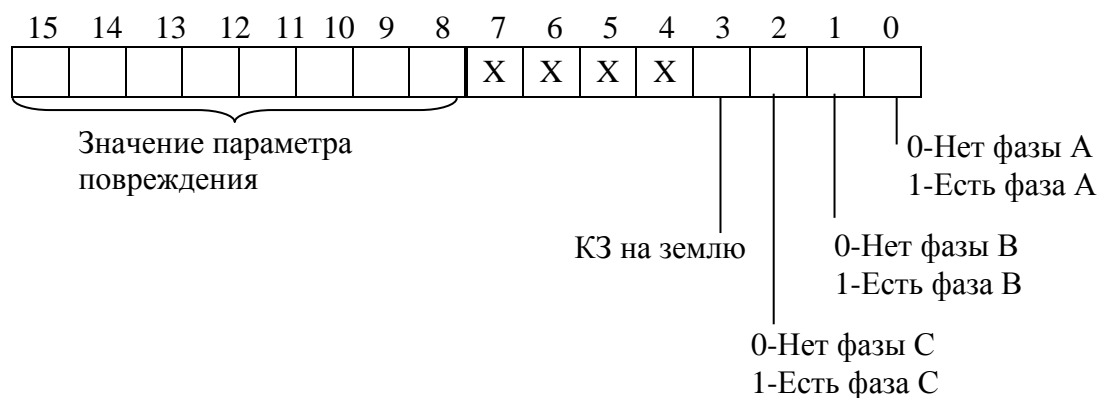 15 14 13 12 11 10 9 8 7 6 5 4 3 2 1 0
X X X X
Значение параметра
повреждения
0-Нет фазы А
1-Есть фаза А
КЗ на землю
0-Нет фазы В
1-Есть фаза В
0-Нет фазы С
1-Есть фаза С